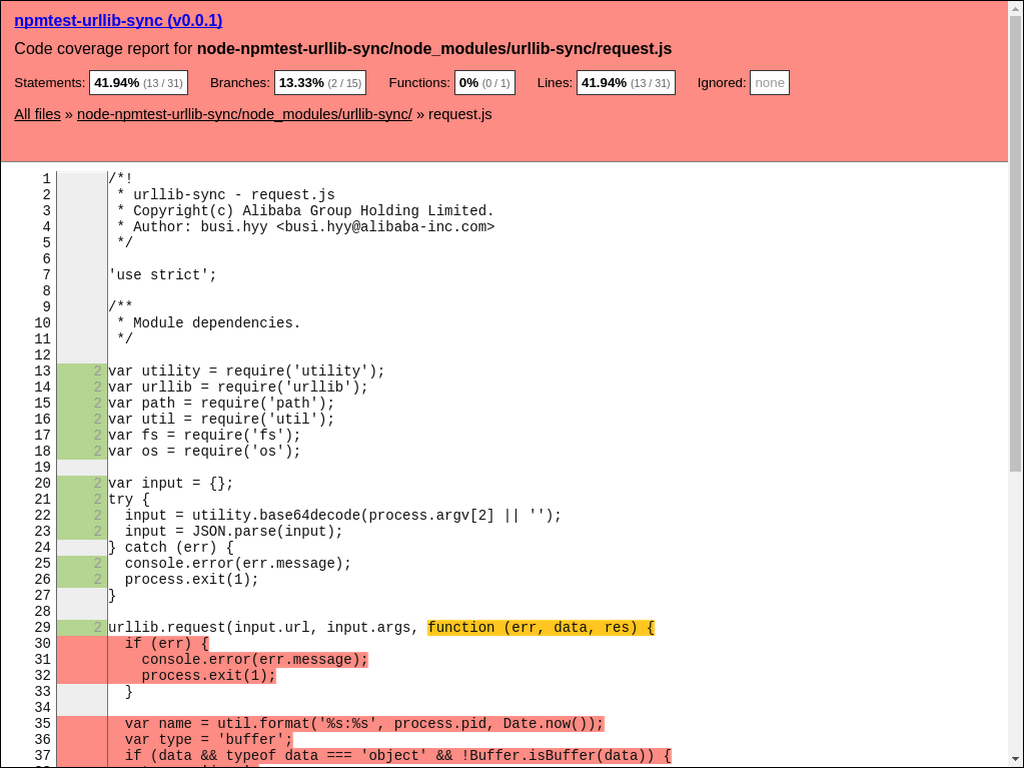 npmtest-urllib-sync (v0.0.1)
Code coverage report for node-npmtest-urllib-sync/node_modules/urllib-sync/request.js
Statements: 41.94% (13 / 31) Branches: 13.33% (2 / 15) Functions: 0% (0 / 1) Lines: 41.94% (13 / 31) Ignored: none
All files » node-npmtest-urllib-sync/node_modules/urllib-sync/ » request.js
1 /*!
2  * urllib-sync - request.js
3  * Copyright(c) Alibaba Group Holding Limited.
4  * Author: busi.hyy <busi.hyy@alibaba-inc.com>
5  */
6
7 'use strict';
8
9 /**
10  * Module dependencies.
11  */
12
13 2 var utility = require('utility');
14 2 var urllib = require('urllib');
15 2 var path = require('path');
16 2 var util = require('util');
17 2 var fs = require('fs');
18 2 var os = require('os');
19
20 2 var input = {};
21 2 try {
22 2   input = utility.base64decode(process.argv[2] || '');
23 2   input = JSON.parse(input);
24 } catch (err) {
25 2   console.error(err.message);
26 2   process.exit(1);
27 }
28
29 2 urllib.request(input.url, input.args, function (err, data, res) {
30   if (err) {
31     console.error(err.message);
32     process.exit(1);
33   }
34
35   var name = util.format('%s:%s', process.pid, Date.now());
36   var type = 'buffer';
37   if (data && typeof data === 'object' && !Buffer.isBuffer(data)) {